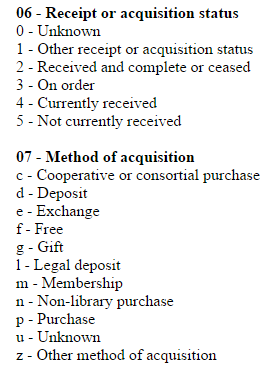 06 - Receipt or acquisition status
0 - Unknown
1 - Other receipt or acquisition status
2 - Received and complete or ceased
3 - On order
4 - Currently received
5 - Not currently received
07 - Method of acquisition
c - Cooperative or consortial purchase
d - Deposit
e - Exchange
f - Free
g - Gift
l - Legal deposit
m - Membership
n - Non-library purchase
p - Purchase
u - Unknown
z - Other method of acquisition